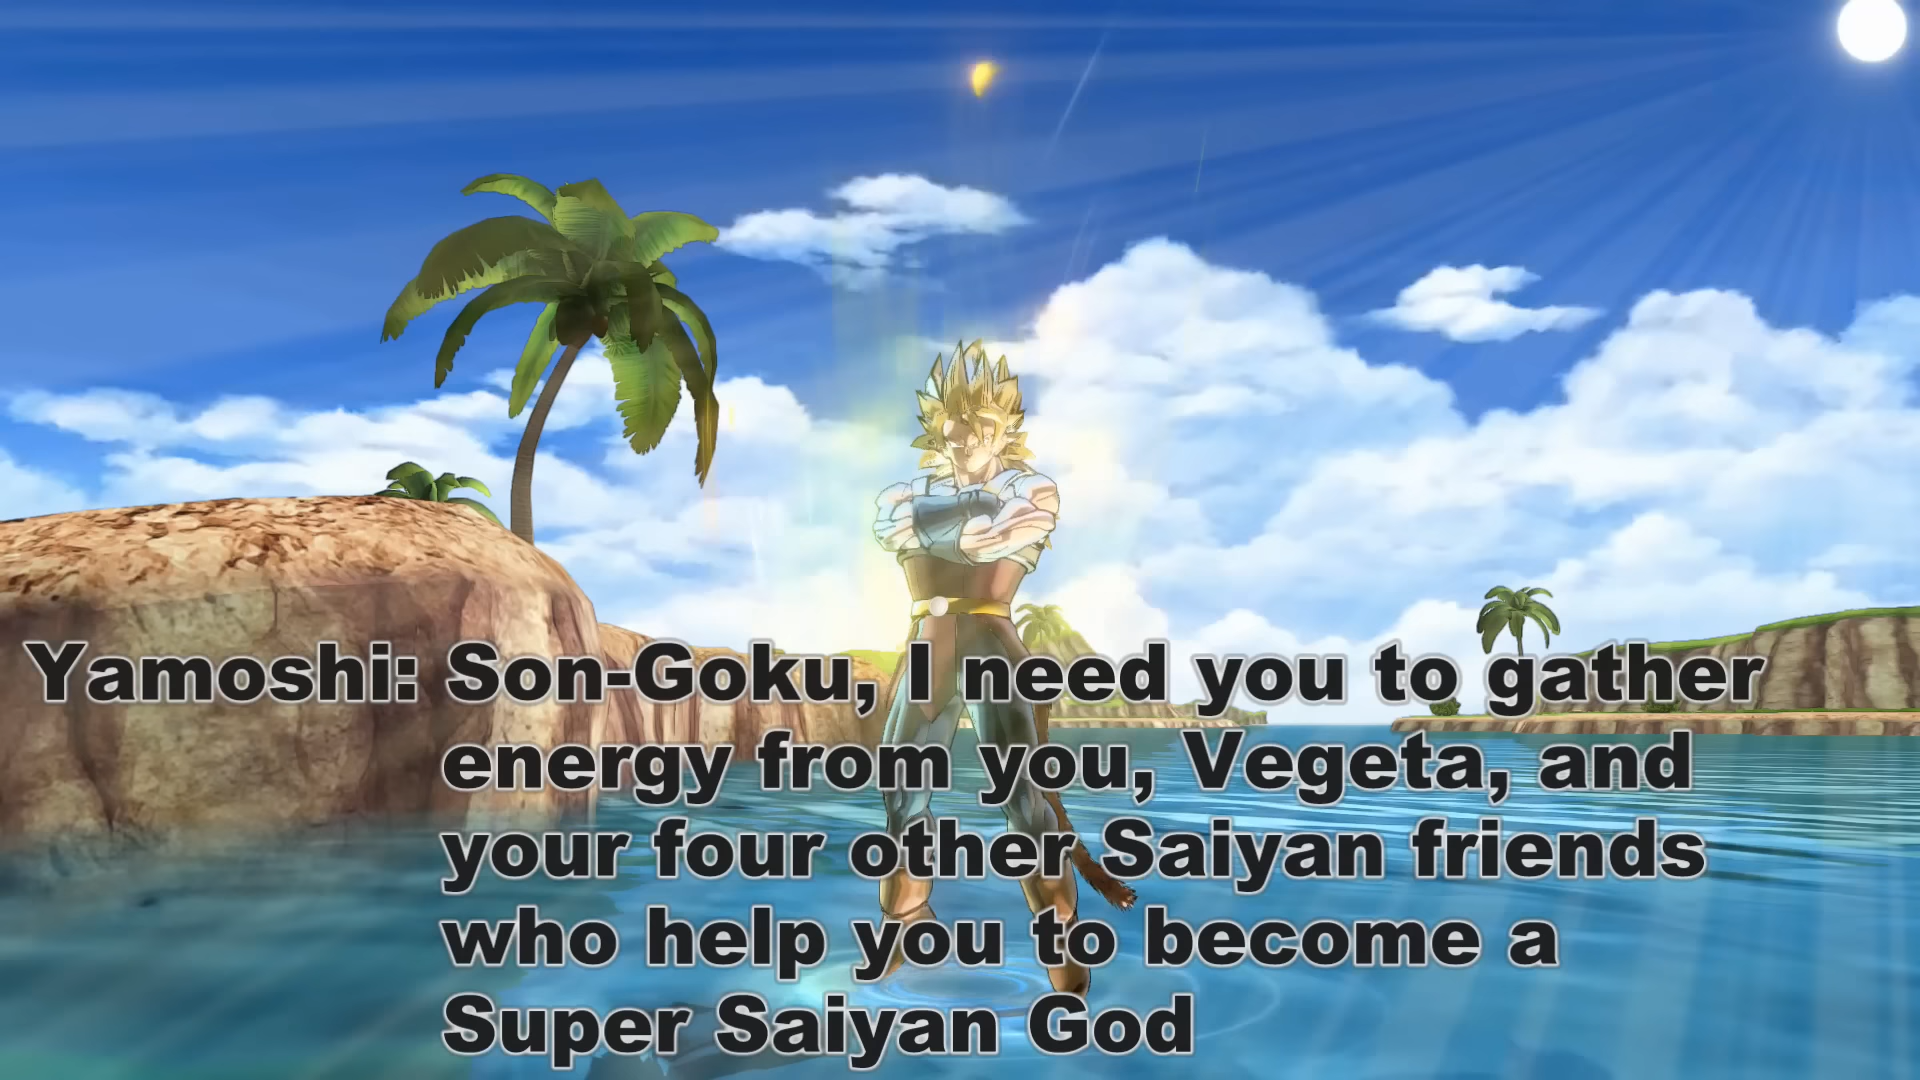 Yamoshi: Son-Goku, I need you to gather
energy from you, Vegeta, and
your four other Saiyan friends
who help you to become a
Super Saiyan God